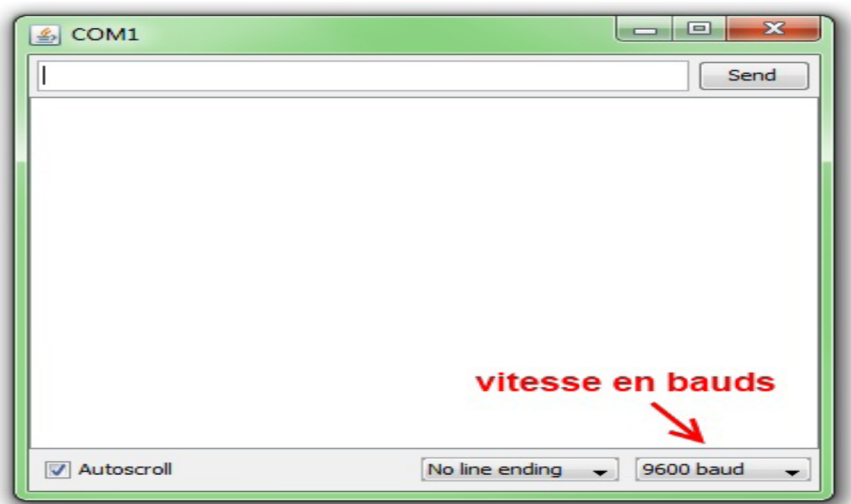 COM1
Send
vitesse en bauds
Autoscroll
No line ending
9600 baud